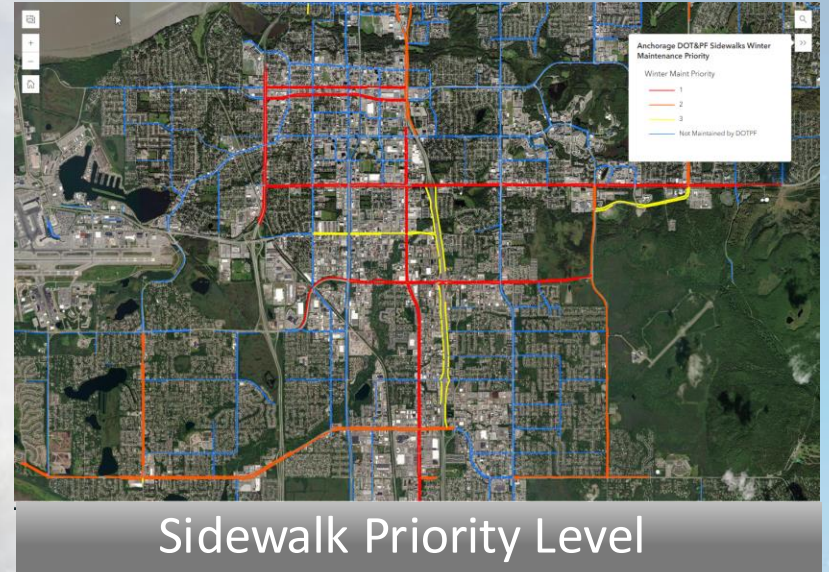 Anchorage DOT&PF Sidewalks Winter
Maintenance Priority
Winter Maint Priority
1
2
3
Not Maintained by DOTPF
Sidewalk Priority Level